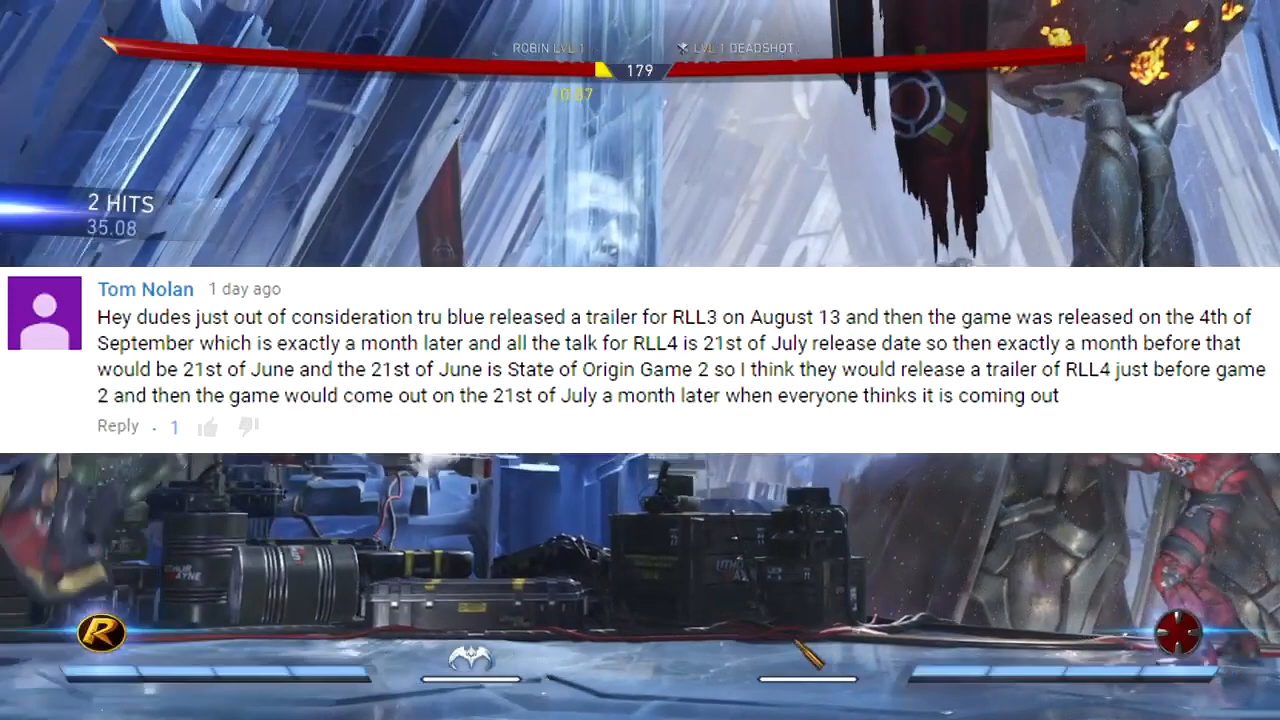 ROBIN LVL 1
LVL 1 DEADSHOT
179
10.87
2 HITS
35.08
Tom Nolan 1 day ago
Hey dudes just out of consideration tru blue released a trailer for RLL3 on August 13 and then the game was released on the 4th of
September which is exactly a month later and all the talk for RLL4 is 21st of July release date so then exactly a month before that
would be 21st of June and the 21st of June is State of Origin Game 2 so I think they would release a trailer of RLL4 just before game
2 and then the game would come out on the 21st of July a month later when everyone thinks it is coming out
Reply . 1
R